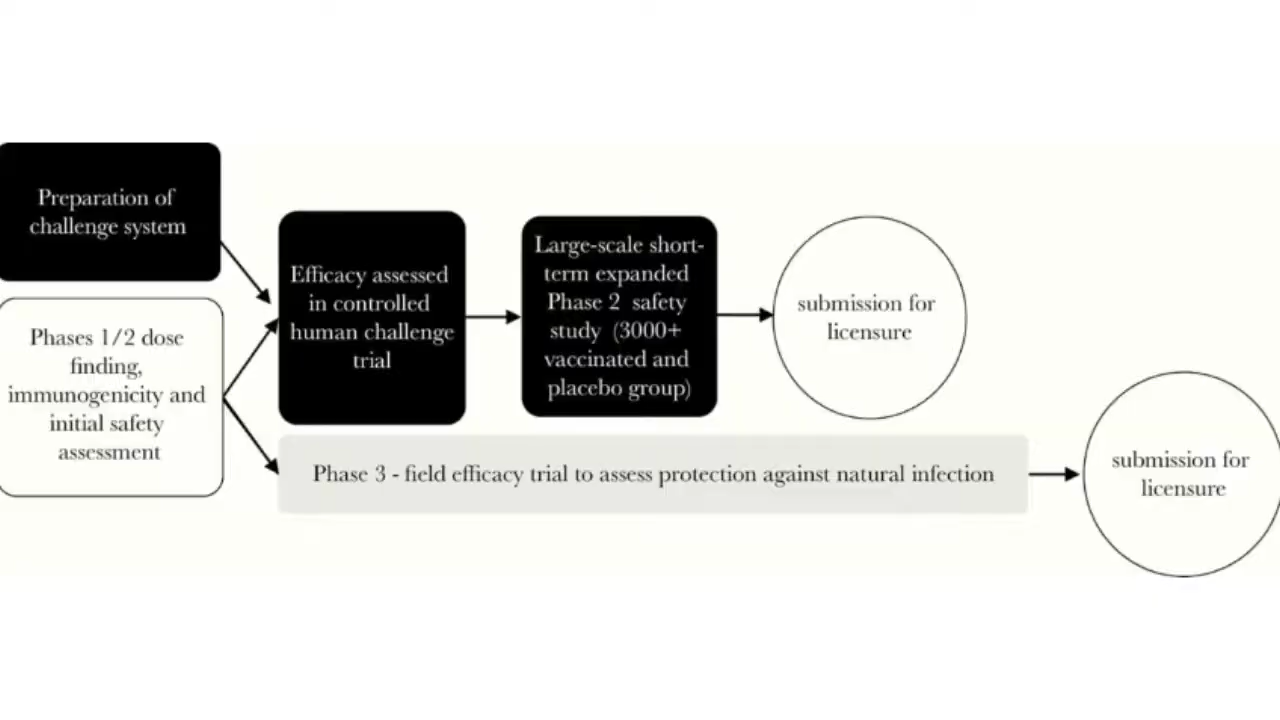 Preparation of
challenge system
Phases 1/2 dose
finding,
immunogenicity and
initial safety
assessment
Efficacy assessed
in controlled
human challenge
trial
Large-scale short-
term expanded
Phase 2 safety
study (3000+
vaccinated and
placebo group)
submission for
licensure
Phase 3 - field efficacy trial to assess protection against natural infection
submission for
licensure